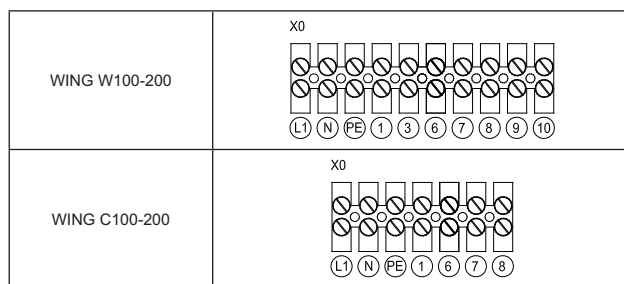 X0
WING W100-200
L1 N PE 1 3 6 7 8 9 10
X0
WING C100-200
L1 N PE 1 6 7 8